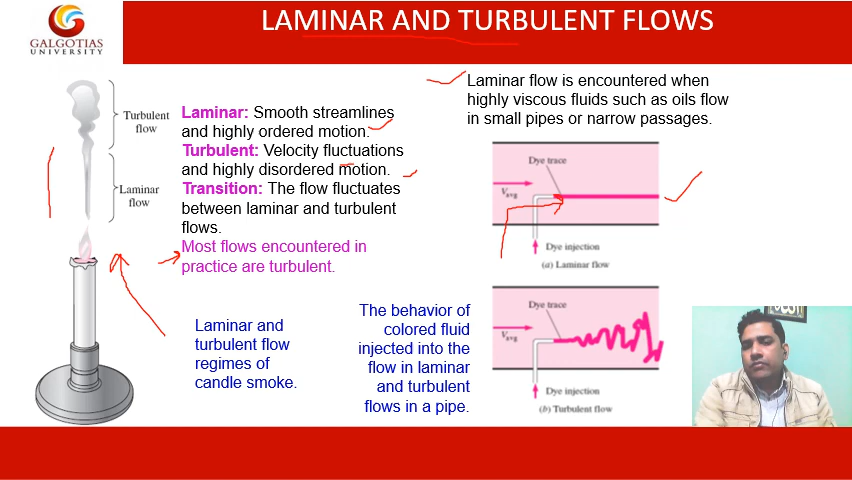 LAMINAR AND TURBULENT FLOWS
GALGOTIAS
UNIVERSITY
Turbulent
flow
Laminar
flow
Laminar: Smooth streamlines
and highly ordered motion.
Turbulent: Velocity fluctuations
and highly disordered motion.
Transition: The flow fluctuates
between laminar and turbulent
flows.
Most flows encountered in
practice are turbulent.
Laminar and
turbulent flow
regimes of
candle smoke.
Laminar flow is encountered when
highly viscous fluids such as oils flow
in small pipes or narrow passages.
Dye trace
Vavg
Dye injection
(a) Laminar flow
The behavior of
colored fluid
injected into the
flow in laminar
and turbulent
flows in a pipe.
Dye trace
Vavg
Dye injection
(b) Turbulent flow